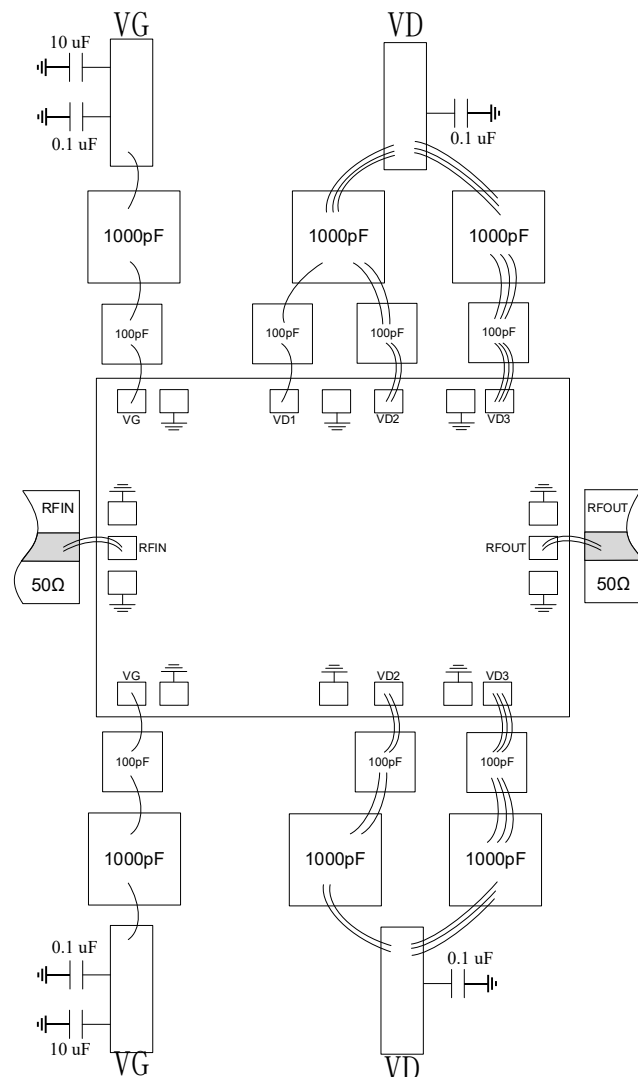 VG
VD
10 uF
0.1 uF
0.1 uF
1000pF
1000pF
1000pF
100pF
100pF
100pF
100pF
VG
VD1
VD2
VD3
RFIN
RFOUT
RFIN
RFOUT
50Ω
50Ω
VG
VD2
VD3
100pF
100pF
100pF
1000pF
1000pF
1000pF
0.1 uF
0.1 uF
10 uF
VG
VD